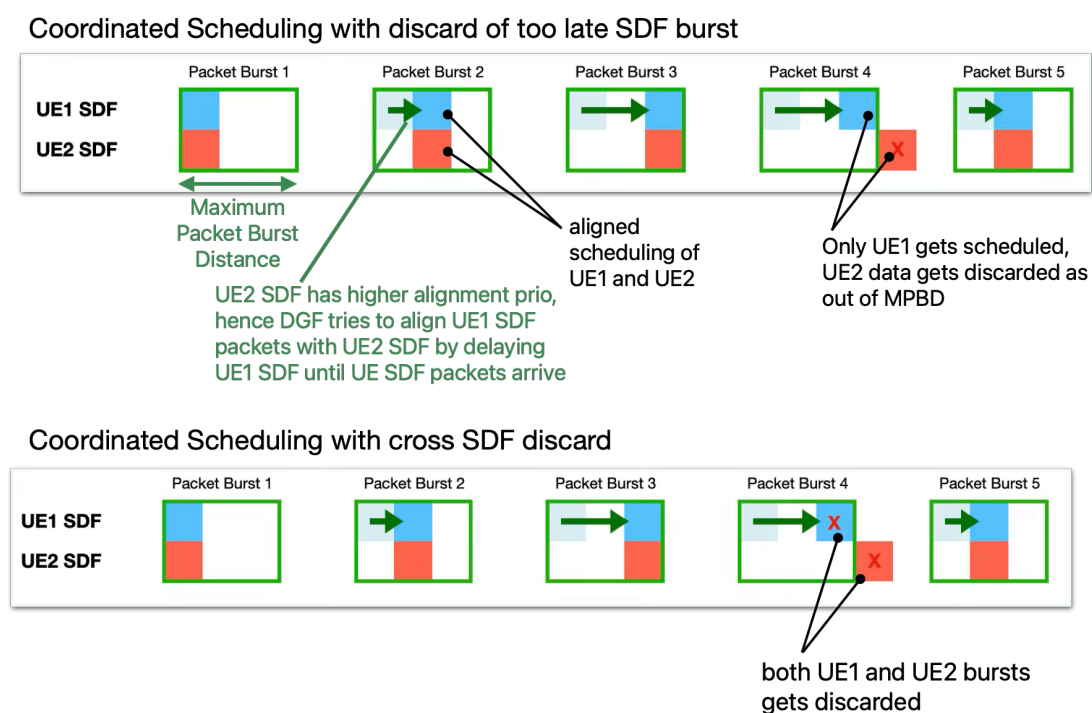 Coordinated Scheduling with discard of too late SDF burst
Packet Burst 1
Packet Burst 2
Packet Burst 3
Packet Burst 4
Packet Burst 5
UE1 SDF
UE2 SDF
X
Maximum
Packet Burst
Distance
aligned
scheduling of
UE1 and UE2
Only UE1 gets scheduled,
UE2 data gets discarded as
out of MPBD
UE2 SDF has higher alignment prio,
hence DGF tries to align UE1 SDF
packets with UE2 SDF by delaying
UE1 SDF until UE SDF packets arrive
Coordinated Scheduling with cross SDF discard
Packet Burst 1
Packet Burst 2
Packet Burst 3
Packet Burst 4
Packet Burst 5
UE1 SDF
X
UE2 SDF
X
both UE1 and UE2 bursts
gets discarded